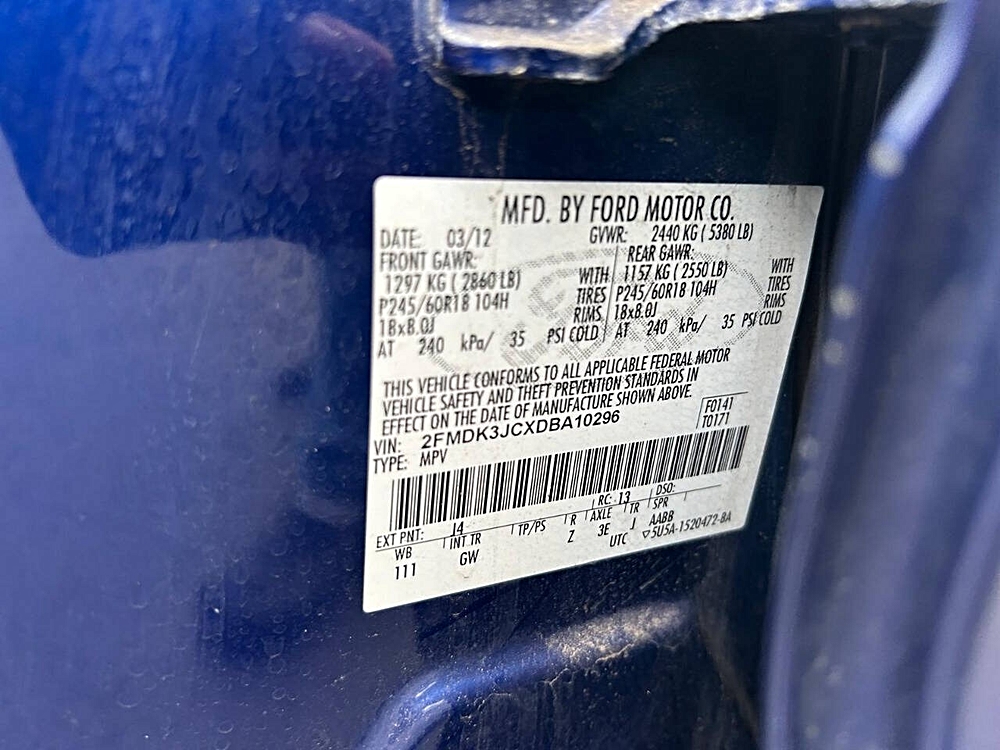 MFD. BY FORD MOTOR CO.
DATE: 03/12 GVWR: 2440 KG ( 5380 LB)
FRONT GAWR: REAR GAWR:
1297 KG ( 2860 LB) WITH 1157 KG ( 2550 LB) WITH
P245/60R18 104H TIRES P245/60R18 104H TIRES
18x8.0J RIMS 18x8.0J RIMS
AT 240 kPa/ 35 PSI COLD AT 240 kPa/ 35 PSI COLD
THIS VEHICLE CONFORMS TO ALL APPLICABLE FEDERAL MOTOR
VEHICLE SAFETY AND THEFT PREVENTION STANDARDS IN
EFFECT ON THE DATE OF MANUFACTURE SHOWN ABOVE.
VIN: 2FMDK3JCXDBA10296 F0141
TYPE: MPV T0171
EXT PNT: J4 RC: 13 DSO:
WB INT TR TP/PS R AXLE TR SPR
111 GW Z 3E J AABB
UTC ▽5U5A-1520472-BA